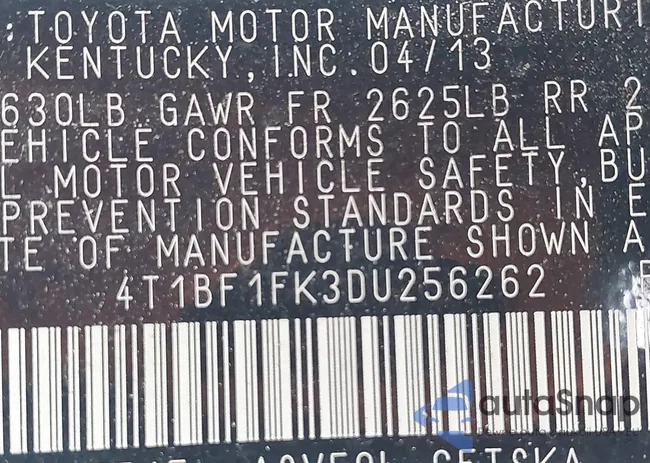 :TOYOTA MOTOR MANUFACTURI
KENTUCKY,INC. 04/13
630LB GAWR FR 2625LB RR 2
EHICLE CONFORMS TO ALL AP
L MOTOR VEHICLE SAFETY,BU
PREVENTION STANDARDS IN E
TE OF MANUFACTURE SHOWN A
4T1BF1FK3DU256262
autoSnap